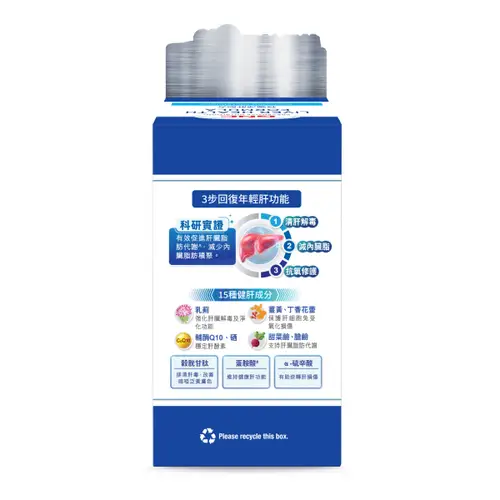 GNC
LIVER HEALTH
FORMULA
3步回復年輕肝功能
科研實證
有效促進肝臟脂
肪代謝^，減少內
臟脂肪積聚。
1 清肝解毒
2 減內臟脂
3 抗氧修護
15種健肝成分
乳薊
強化肝臟解毒及淨
化功能
薑黃、丁香花蕾
保護肝細胞免受
氧化損傷
CoQ10
輔酶Q10、硒
穩定肝酵素
甜菜鹼、膽鹼
支持肝臟脂肪代謝
穀胱甘肽
蛋胺酸#
α-硫辛酸
維持健康肝功能
有助修輔肝損傷
Please recycle this box.